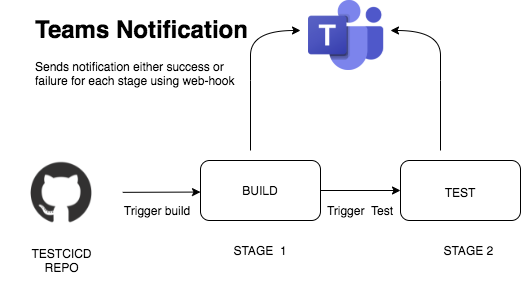 Teams Notification
Sends notification either success or
failure for each stage using web-hook
T
BUILD
TEST
Trigger build
Trigger Test
TESTCICD
REPO
STAGE 1
STAGE 2